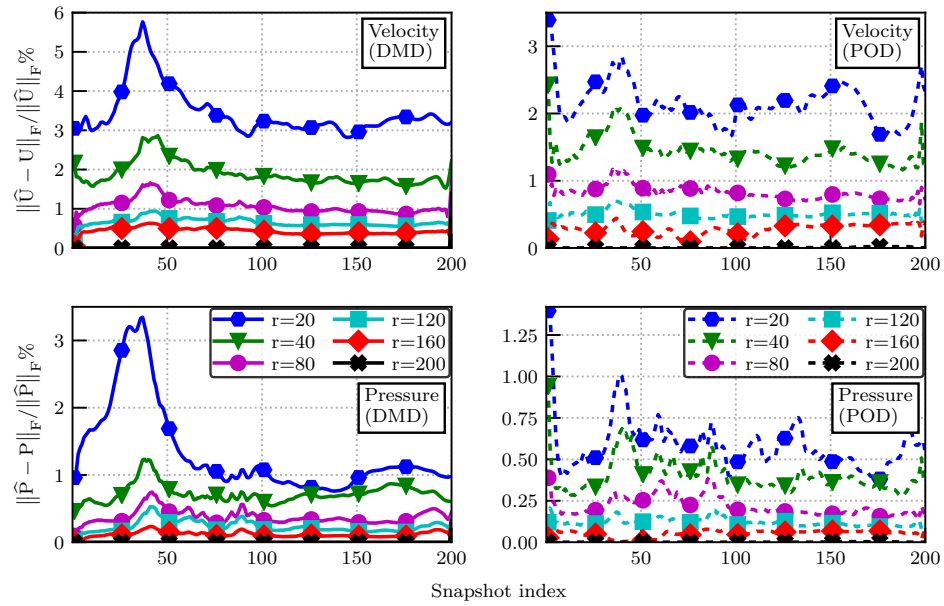 ‖Û − U‖F/‖Û‖F%
6
5
4
3
2
1
0
50
100
150
200
Velocity
(DMD)
3
2
1
0
50
100
150
200
Velocity
(POD)
‖P̂ − P‖F/‖P̂‖F%
3
2
1
0
50
100
150
200
r=20
r=40
r=80
r=120
r=160
r=200
Pressure
(DMD)
1.25
1.00
0.75
0.50
0.25
0.00
50
100
150
200
r=20
r=40
r=80
r=120
r=160
r=200
Pressure
(POD)
Snapshot index